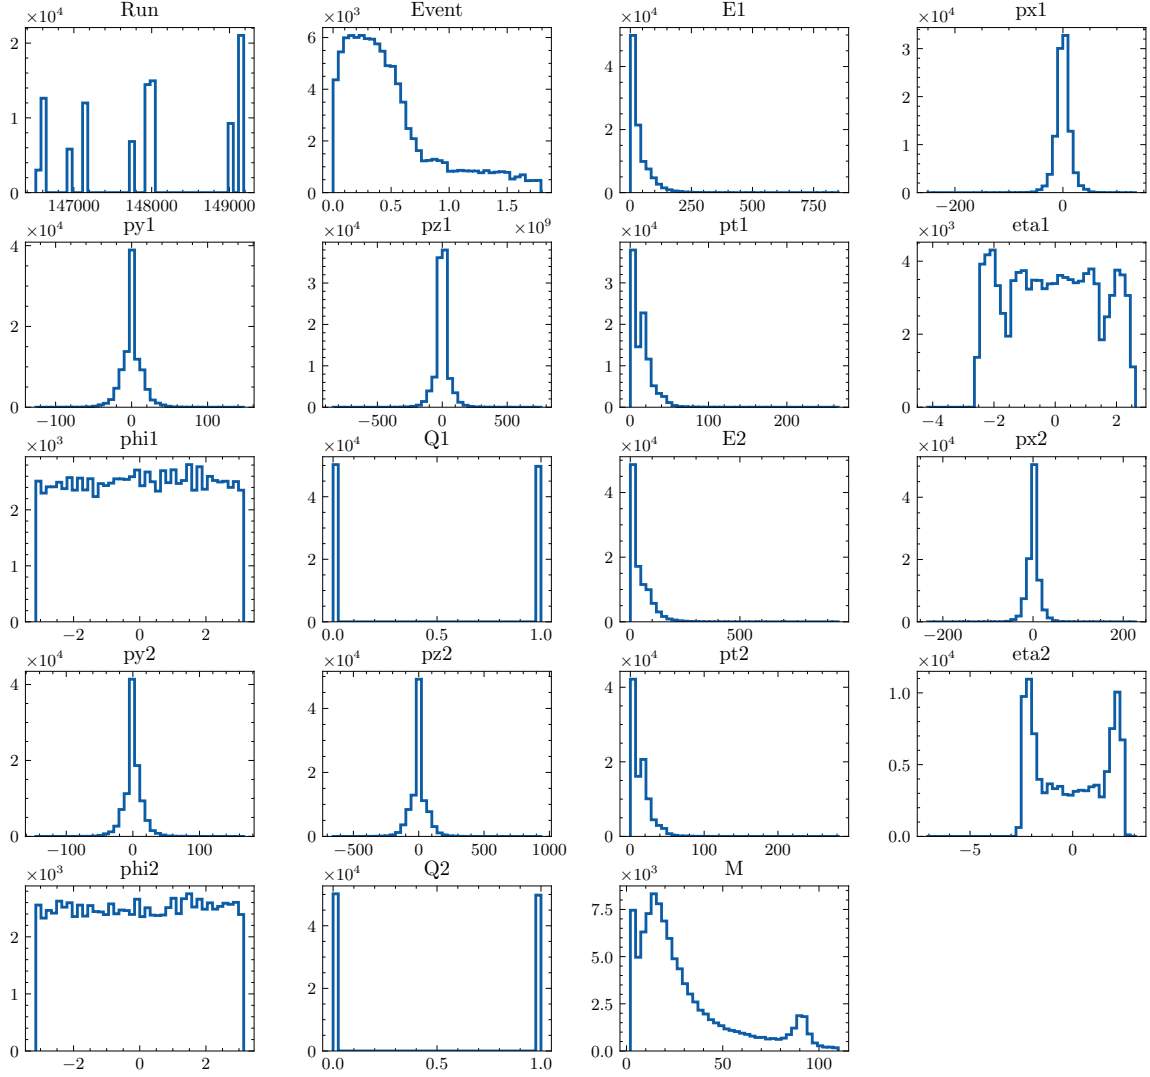 Run Event E1 px1
×10⁴ ×10³ ×10⁴ ×10⁴
2 6 4 3
1 4 2 2
0 2 0 1
0 0
147000 148000 149000 0.0 0.5 1.0 1.5 0 250 500 750 −200 0
×10⁹
py1 pz1 pt1 eta1
×10⁴ ×10⁴ ×10⁴ ×10³
4 3 3 4
2 2 2 2
0 1 1 0
0 0
−100 0 100 −500 0 500 0 100 200 −4 −2 0 2
phi1 Q1 E2 px2
×10³ ×10⁴ ×10⁴ ×10⁴
2 4 4 4
1 2 2 2
0 0 0 0
−2 0 2 0.0 0.5 1.0 0 500 −200 0 200
py2 pz2 pt2 eta2
×10⁴ ×10⁴ ×10⁴ ×10⁴
4 4 4 1.0
2 2 2 0.5
0 0 0 0.0
−100 0 100 −500 0 500 1000 0 100 200 −5 0
phi2 Q2 M
×10³ ×10⁴ ×10³
2 4 7.5
1 2 5.0
0 0 2.5
0.0
−2 0 2 0.0 0.5 1.0 0 50 100